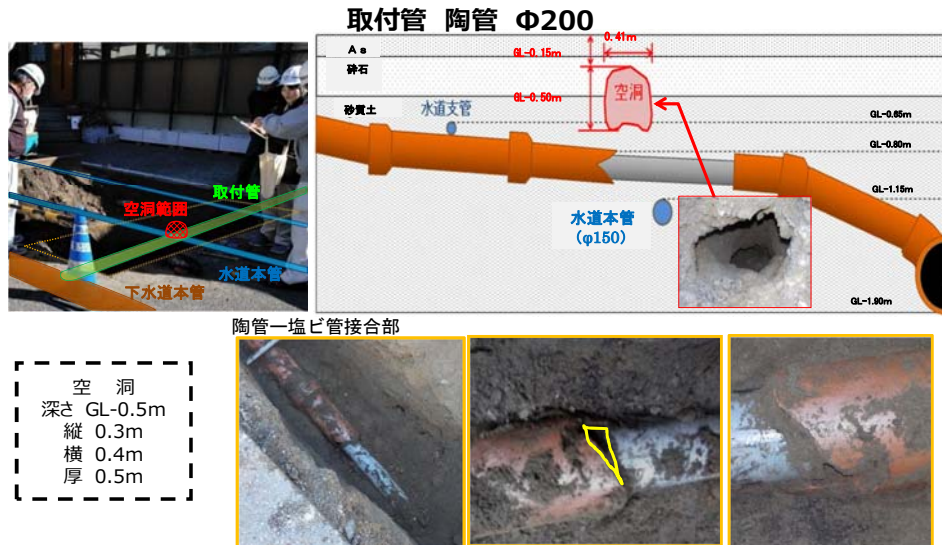 取付管 陶管 Φ200
As
砕石
砂質土
GL-0.15m
0.41m
GL-0.50m
空洞
水道支管
GL-0.65m
GL-0.80m
GL-1.15m
水道本管
(φ150)
GL-1.90m
取付管
空洞範囲
水道本管
下水道本管
陶管ー塩ビ管接合部
空 洞
深さ GL-0.5m
縦 0.3m
横 0.4m
厚 0.5m